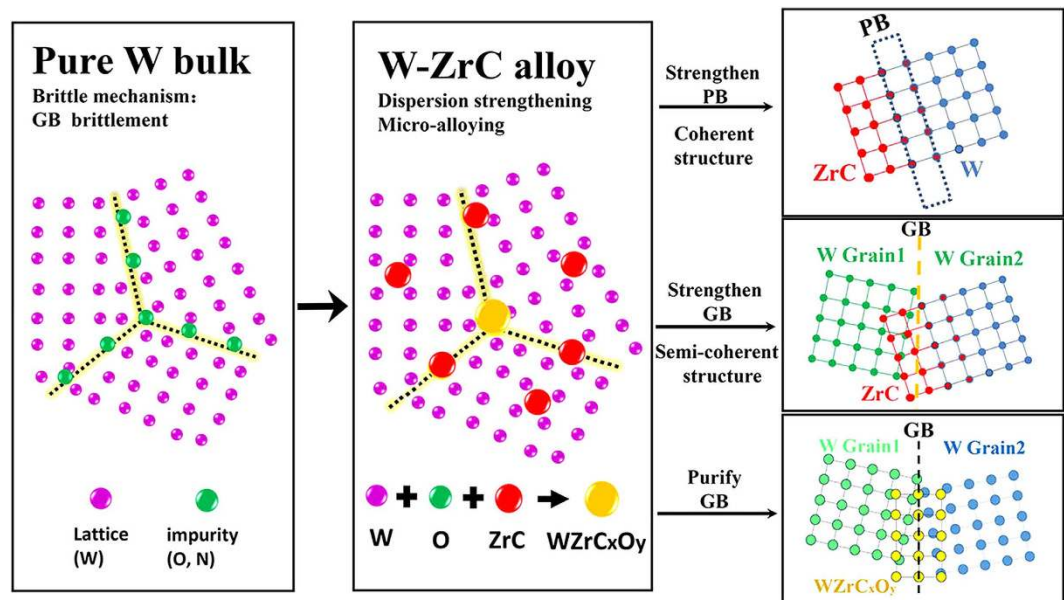 Pure W bulk
Brittle mechanism:
GB brittlement
Lattice
(W)
impurity
(O, N)
W-ZrC alloy
Dispersion strengthening
Micro-alloying
W
O
ZrC
WZrCxOy
Strengthen
PB
Coherent
structure
Strengthen
GB
Semi-coherent
structure
Purify
GB
PB
ZrC
W
GB
W Grain1
W Grain2
ZrC
GB
W Grain1
W Grain2
WZrCxOy